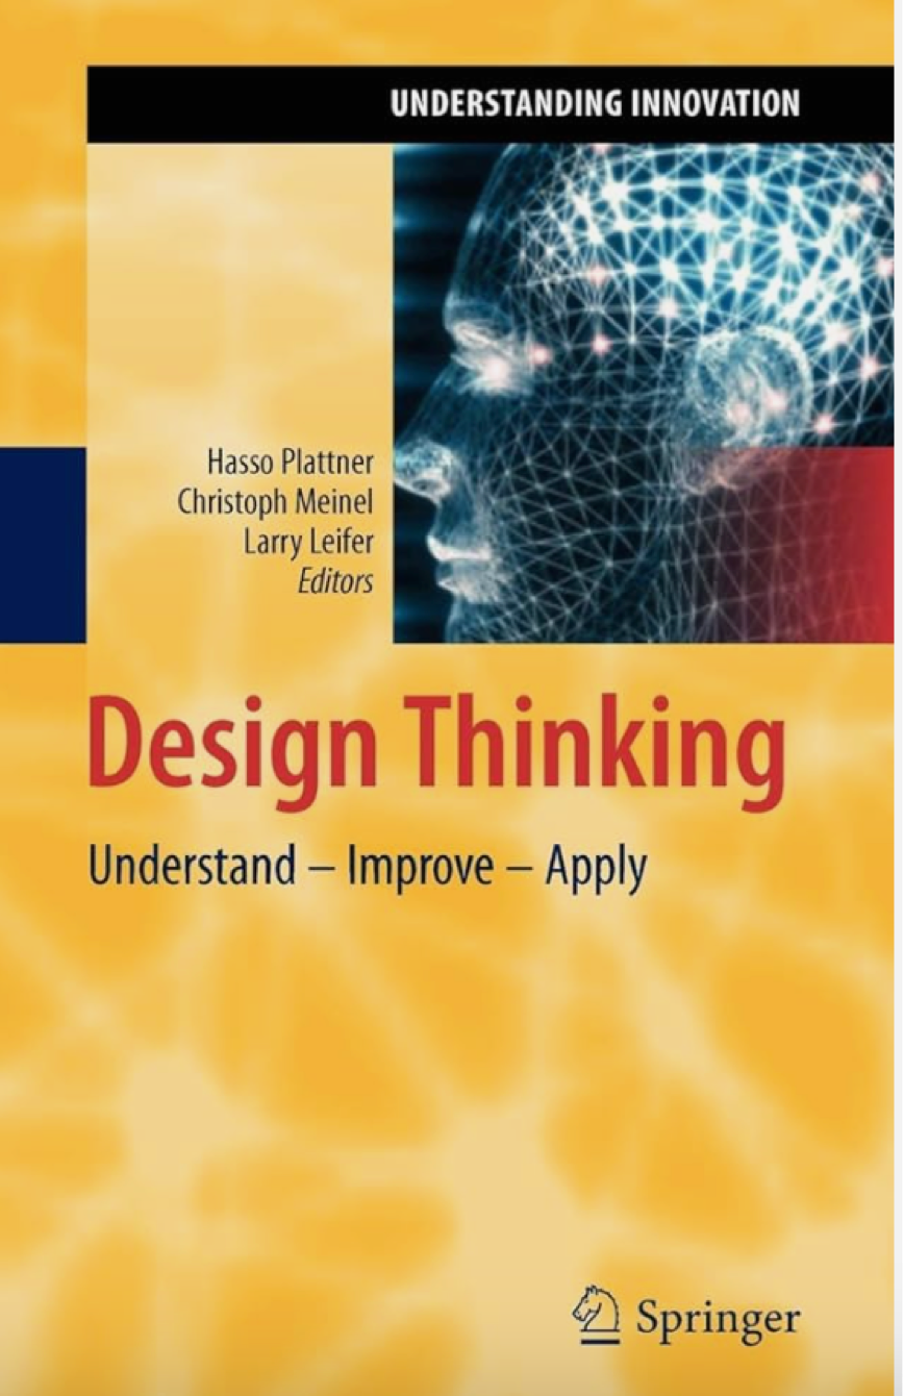 UNDERSTANDING INNOVATION
Hasso Plattner
Christoph Meinel
Larry Leifer
Editors
Design Thinking
Understand – Improve – Apply
Springer